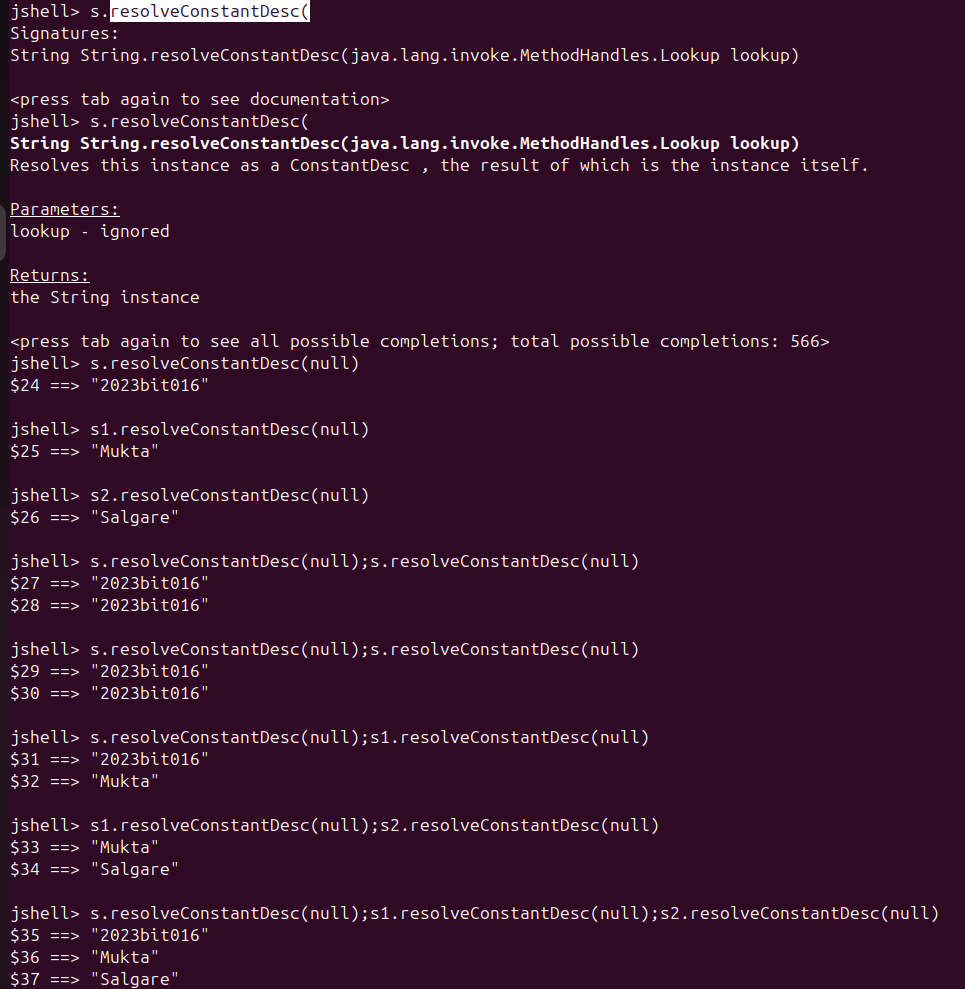 jshell> s.resolveConstantDesc(
Signatures:
String String.resolveConstantDesc(java.lang.invoke.MethodHandles.Lookup lookup)

<press tab again to see documentation>
jshell> s.resolveConstantDesc(
String String.resolveConstantDesc(java.lang.invoke.MethodHandles.Lookup lookup)
Resolves this instance as a ConstantDesc , the result of which is the instance itself.

Parameters:
lookup - ignored

Returns:
the String instance

<press tab again to see all possible completions; total possible completions: 566>
jshell> s.resolveConstantDesc(null)
$24 ==> "2023bit016"

jshell> s1.resolveConstantDesc(null)
$25 ==> "Mukta"

jshell> s2.resolveConstantDesc(null)
$26 ==> "Salgare"

jshell> s.resolveConstantDesc(null);s.resolveConstantDesc(null)
$27 ==> "2023bit016"
$28 ==> "2023bit016"

jshell> s.resolveConstantDesc(null);s.resolveConstantDesc(null)
$29 ==> "2023bit016"
$30 ==> "2023bit016"

jshell> s.resolveConstantDesc(null);s1.resolveConstantDesc(null)
$31 ==> "2023bit016"
$32 ==> "Mukta"

jshell> s1.resolveConstantDesc(null);s2.resolveConstantDesc(null)
$33 ==> "Mukta"
$34 ==> "Salgare"

jshell> s.resolveConstantDesc(null);s1.resolveConstantDesc(null);s2.resolveConstantDesc(null)
$35 ==> "2023bit016"
$36 ==> "Mukta"
$37 ==> "Salgare"